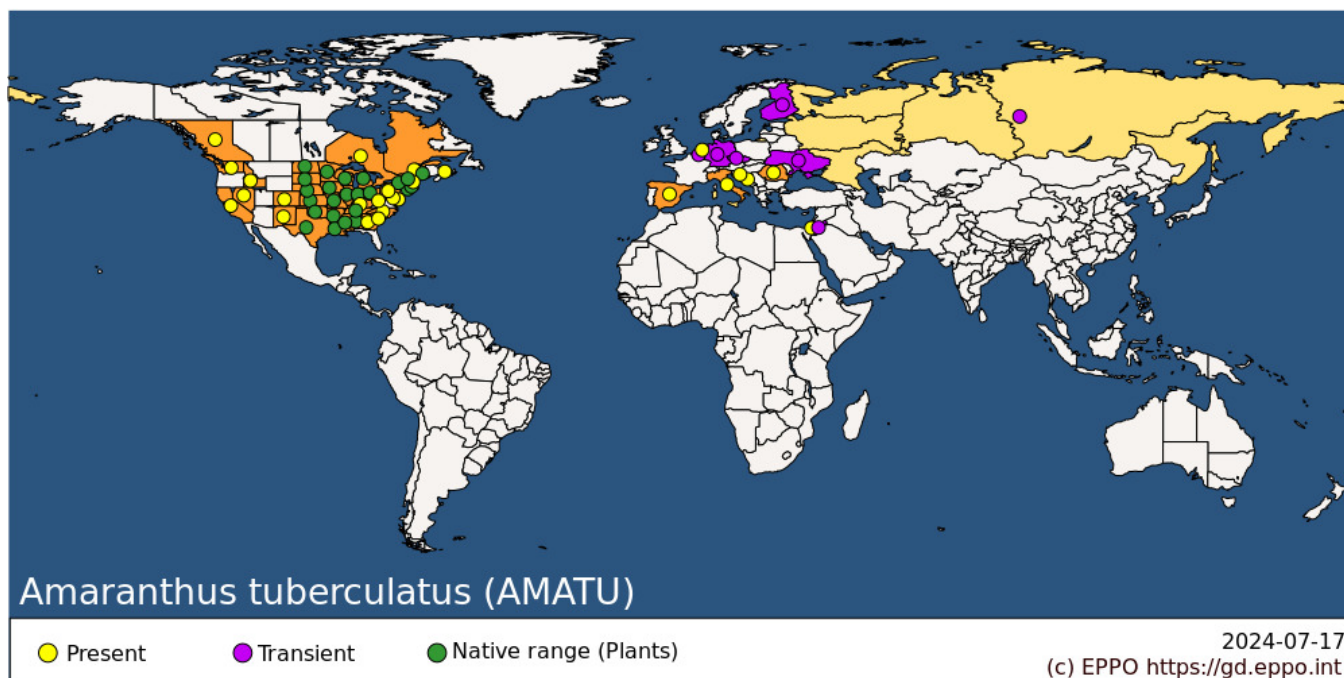 Amaranthus tuberculatus (AMATU)
Present
Transient
Native range (Plants)
2024-07-17
(c) EPPO https://gd.eppo.int